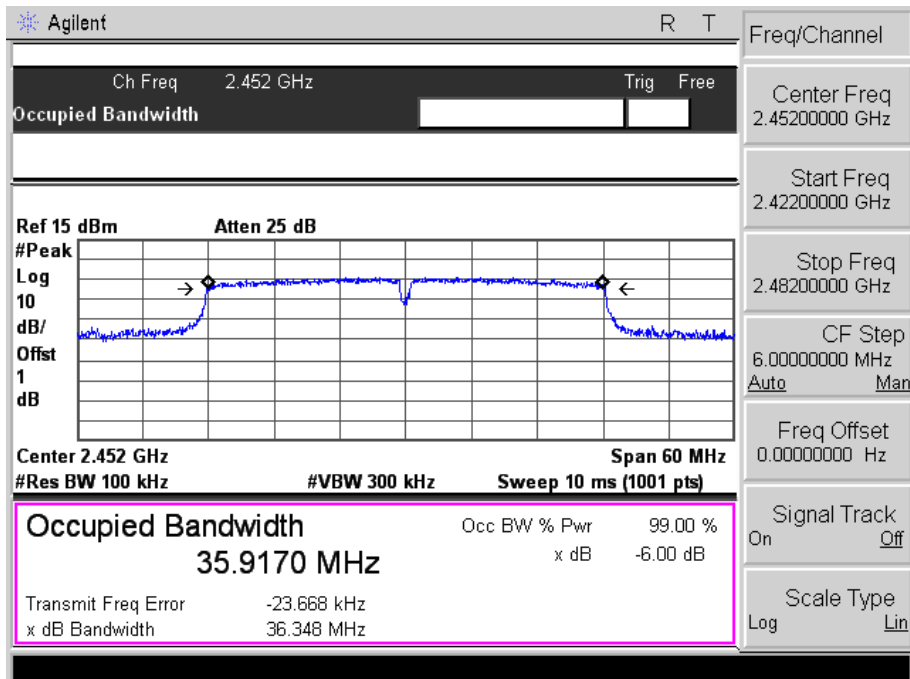 Agilent R T
Ch Freq 2.452 GHz Trig Free
Occupied Bandwidth
Ref 15 dBm Atten 25 dB
#Peak
Log
10
dB/
Offst
1
dB
Center 2.452 GHz Span 60 MHz
#Res BW 100 kHz #VBW 300 kHz Sweep 10 ms (1001 pts)
Occupied Bandwidth Occ BW % Pwr 99.00 %
35.9170 MHz x dB -6.00 dB
Transmit Freq Error -23.668 kHz
x dB Bandwidth 36.348 MHz
Freq/Channel
Center Freq
2.45200000 GHz
Start Freq
2.42200000 GHz
Stop Freq
2.48200000 GHz
CF Step
6.00000000 MHz
Auto Man
Freq Offset
0.00000000 Hz
Signal Track
On Off
Scale Type
Log Lin